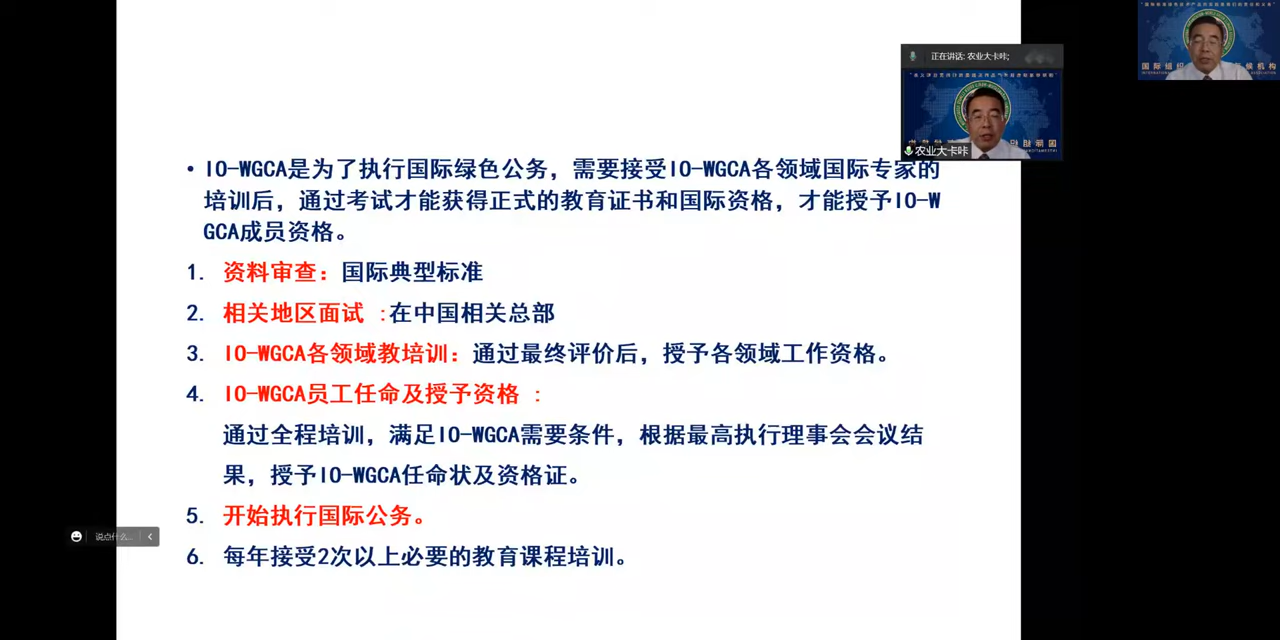 正在讲话: 农业大卡咔;
农业大卡咔
国际组织
候机构
• IO-WGCA是为了执行国际绿色公务，需要接受IO-WGCA各领域国际专家的
培训后，通过考试才能获得正式的教育证书和国际资格，才能授予IO-W
GCA成员资格。
1. 资料审查：国际典型标准
2. 相关地区面试 :在中国相关总部
3. IO-WGCA各领域教培训：通过最终评价后，授予各领域工作资格。
4. IO-WGCA员工任命及授予资格 ：
通过全程培训，满足IO-WGCA需要条件，根据最高执行理事会会议结
果，授予IO-WGCA任命状及资格证。
5. 开始执行国际公务。
说点什么...
6. 每年接受2次以上必要的教育课程培训。